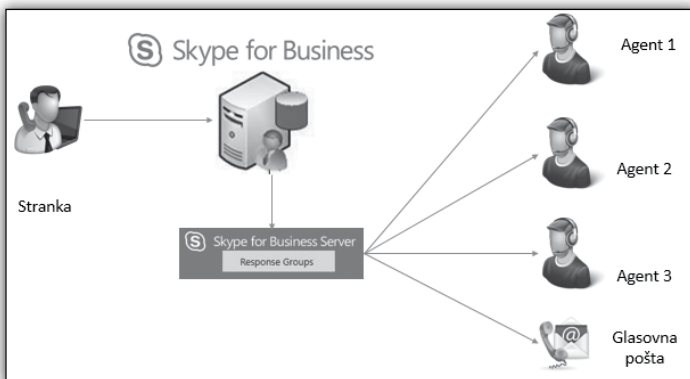 Skype for Business
Agent 1
Stranka
Agent 2
Skype for Business Server
Response Groups
Agent 3
Glasovna
pošta